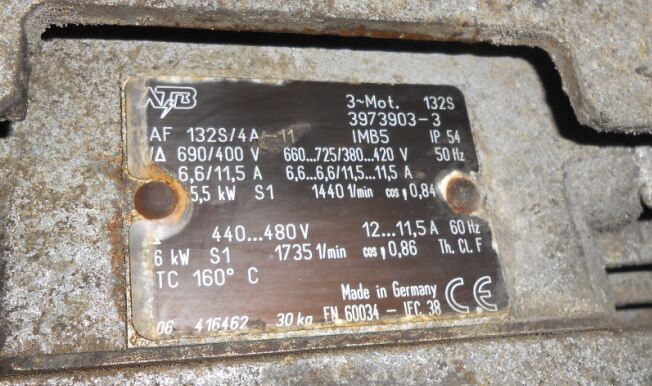 ATB 3~Mot. 132S
3973903-3
AF 132S/4A-11 IMB5 IP 54
Y/Δ 690/400 V 660...725/380...420 V 50 Hz
6,6/11,5 A 6,6...6,6/11,5...11,5 A
5,5 kW S1 1440 1/min cos φ 0,84
440...480 V 12...11,5 A 60 Hz
6 kW S1 1735 1/min cos φ 0,86 Th. Cl. F
TC 160° C
Made in Germany CE
06 416462 30 kg EN 60034 - IEC 38